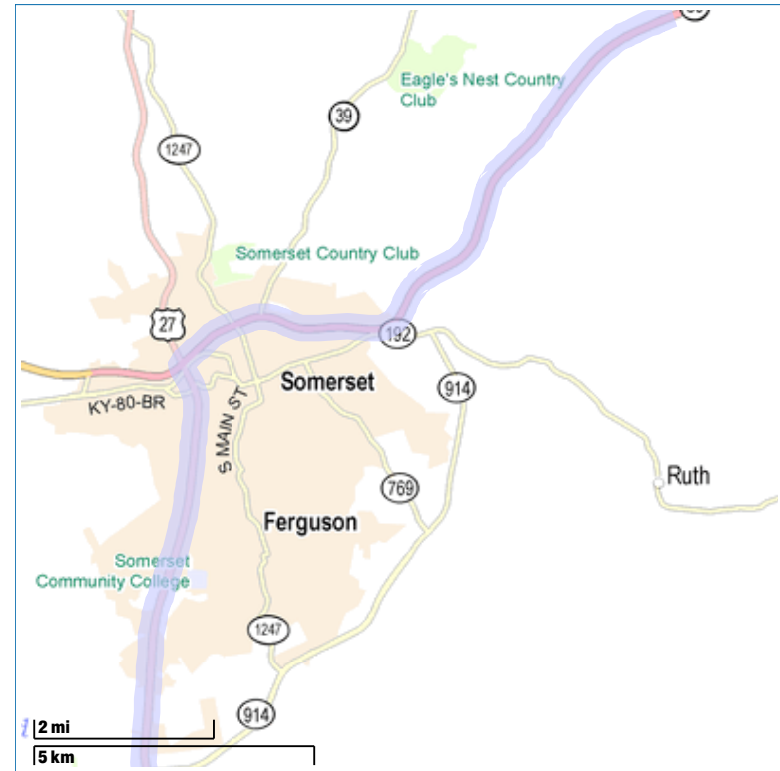 Eagle's Nest Country
Club
39
1247
Somerset Country Club
27
192
Somerset
914
KY-80-BR
S MAIN ST
769
Ruth
Ferguson
Somerset
Community College
1247
914
2 mi
5 km